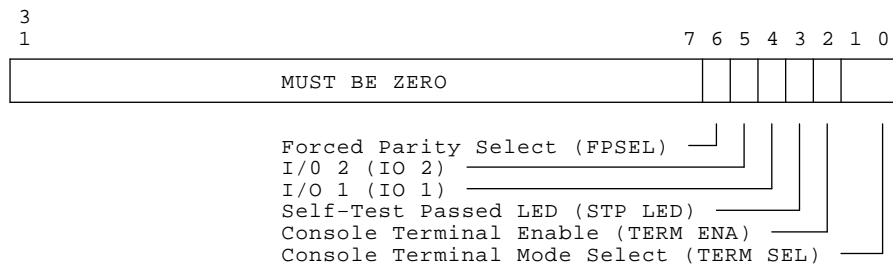 3
1 7 6 5 4 3 2 1 0
MUST BE ZERO
Forced Parity Select (FPSEL)
I/0 2 (IO 2)
I/O 1 (IO 1)
Self-Test Passed LED (STP LED)
Console Terminal Enable (TERM ENA)
Console Terminal Mode Select (TERM SEL)